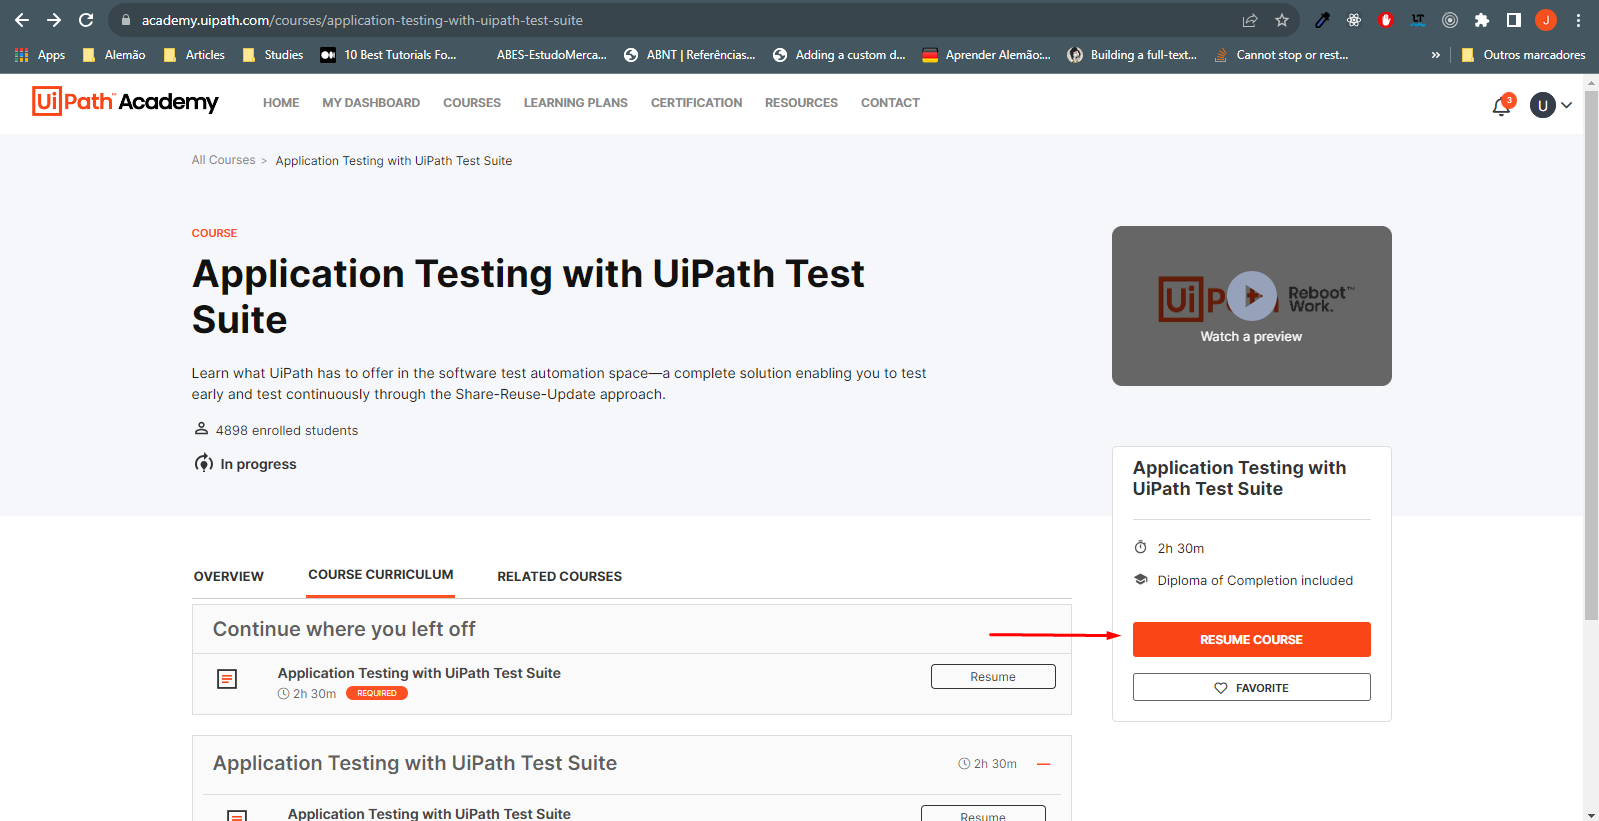 academy.uipath.com/courses/application-testing-with-uipath-test-suite
J
Apps Alemão Articles Studies 10 Best Tutorials Fo... ABES-EstudoMerca... ABNT | Referências... Adding a custom d... Aprender Alemão:... Building a full-text... Cannot stop or rest... » Outros marcadores
UiPath™ Academy HOME MY DASHBOARD COURSES LEARNING PLANS CERTIFICATION RESOURCES CONTACT 3 U
All Courses > Application Testing with UiPath Test Suite
COURSE
Application Testing with UiPath Test
Suite
Learn what UiPath has to offer in the software test automation space—a complete solution enabling you to test
early and test continuously through the Share-Reuse-Update approach.
4898 enrolled students
In progress
Reboot™
Work.
Watch a preview
Application Testing with
UiPath Test Suite
2h 30m
Diploma of Completion included
RESUME COURSE
FAVORITE
OVERVIEW COURSE CURRICULUM RELATED COURSES
Continue where you left off
Application Testing with UiPath Test Suite
2h 30m REQUIRED
Resume
Application Testing with UiPath Test Suite 2h 30m
Application Testing with UiPath Test Suite
Resume